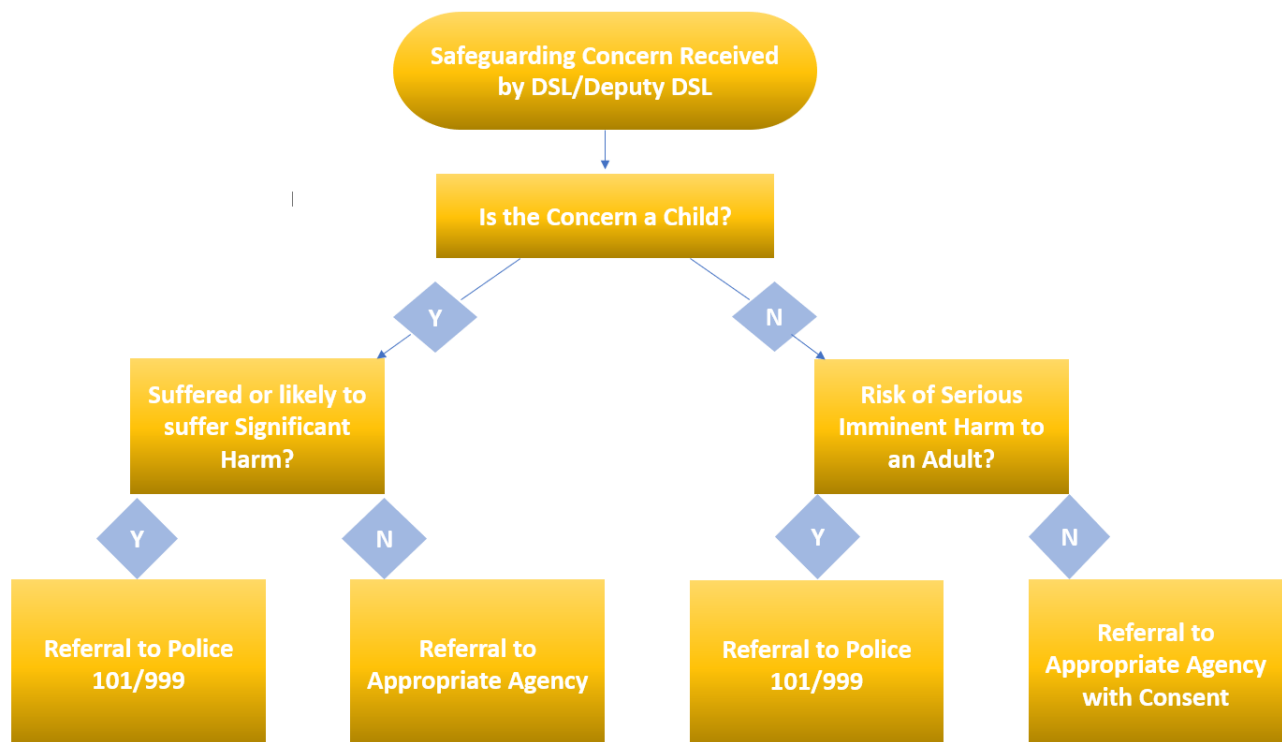 Safeguarding Concern Received
by DSL/Deputy DSL
Is the Concern a Child?
Y
N
Suffered or likely to
suffer Significant
Harm?
Risk of Serious
Imminent Harm to
an Adult?
Y
N
Y
N
Referral to Police
101/999
Referral to
Appropriate Agency
Referral to Police
101/999
Referral to
Appropriate Agency
with Consent